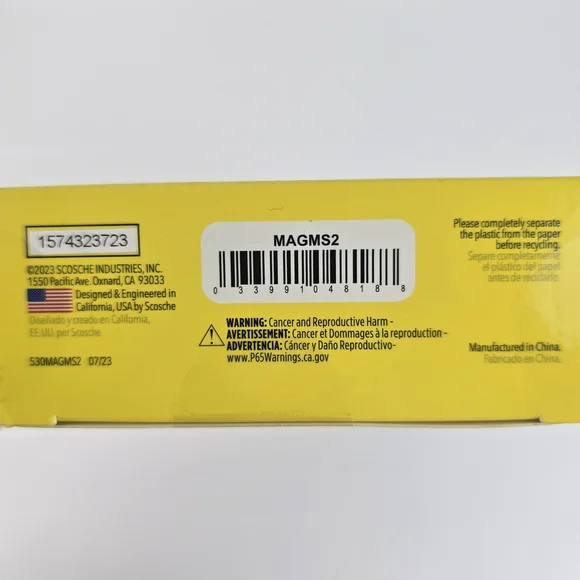 1574323723
©2023 SCOSCHE INDUSTRIES, INC.
1550 Pacific Ave. Oxnard, CA 93033
Designed & Engineered in
California, USA by Scosche
Diseñado y creado en California,
EE.UU. por Scosche
530MAGMS2 07/23
MAGMS2
0 33991 04818 8
WARNING: Cancer and Reproductive Harm -
AVERTISSEMENT: Cancer et Dommages à la reproduction -
ADVERTENCIA: Cáncer y Daño Reproductivo-
www.P65Warnings.ca.gov
Please completely separate
the plastic from the paper
before recycling.
Separe completamente
el plástico del papel
antes de reciclarlo.
Manufactured in China.
Fabricado en China.